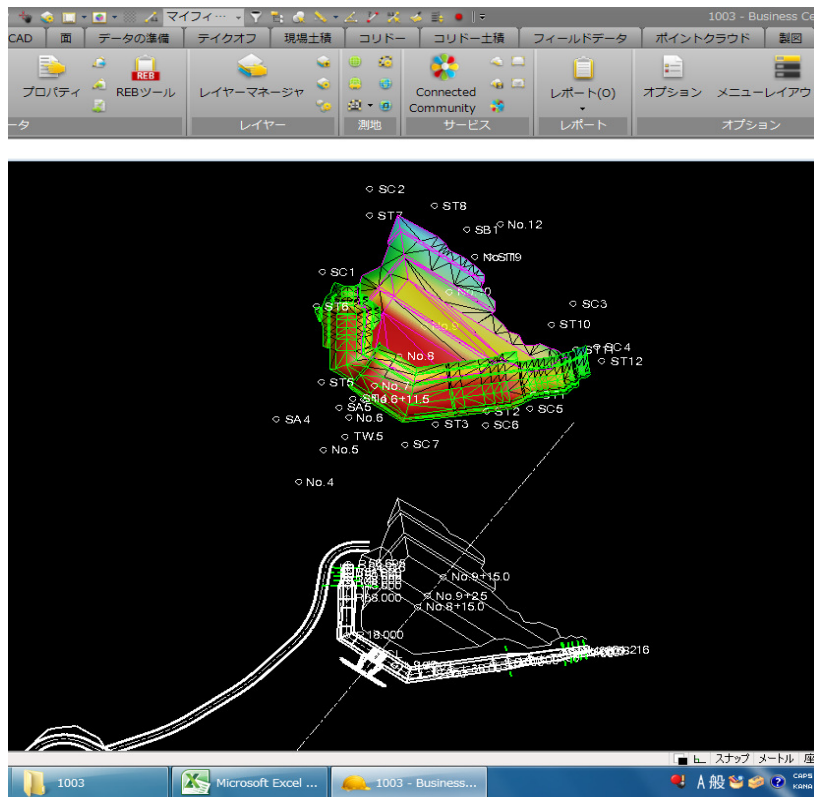 マイフィ…
1003 - Business Ce
CAD 面 データの準備 テイクオフ 現場土積 コリドー コリドー土積 フィールドデータ ポイントクラウド 製図
プロパティ REBツール レイヤーマネージャ Connected Community レポート(O) オプション メニューレイアウ
REB
ータ レイヤー 測地 サービス レポート オプション
SC2
ST8
ST7
SB1 No.12
SC1
SC3
ST6
ST10
No.9
SC4
No.8
ST12
ST5 No.7
6+11.5
SA5
SC5
ST2
SA4 No.6
ST3 SC6
TW.5
SC7
No.5
No.4
No.9+15.0
No.9+2.5
No.8+15.0
R18.000
スナップ メートル 座
1003 Microsoft Excel ... 1003 - Business... A 般 CAPS
KANA